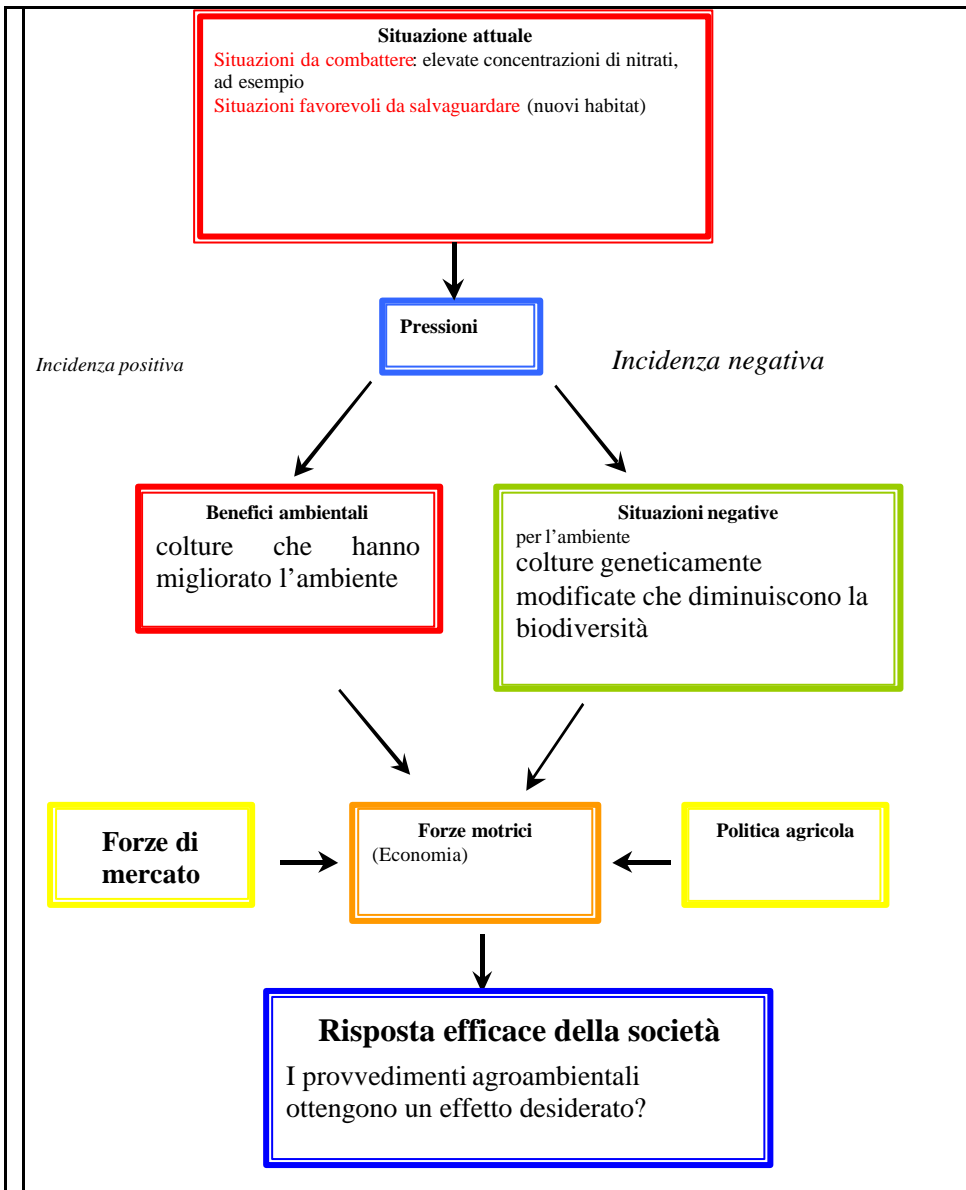 Situazione attuale
Situazioni da combattere: elevate concentrazioni di nitrati,
ad esempio
Situazioni favorevoli da salvaguardare (nuovi habitat)
Pressioni
Incidenza positiva
Incidenza negativa
Benefici ambientali
colture che hanno
migliorato l’ambiente
Situazioni negative
per l’ambiente
colture geneticamente
modificate che diminuiscono la
biodiversità
Forze di
mercato
Forze motrici
(Economia)
Politica agricola
Risposta efficace della società
I provvedimenti agroambientali
ottengono un effetto desiderato?